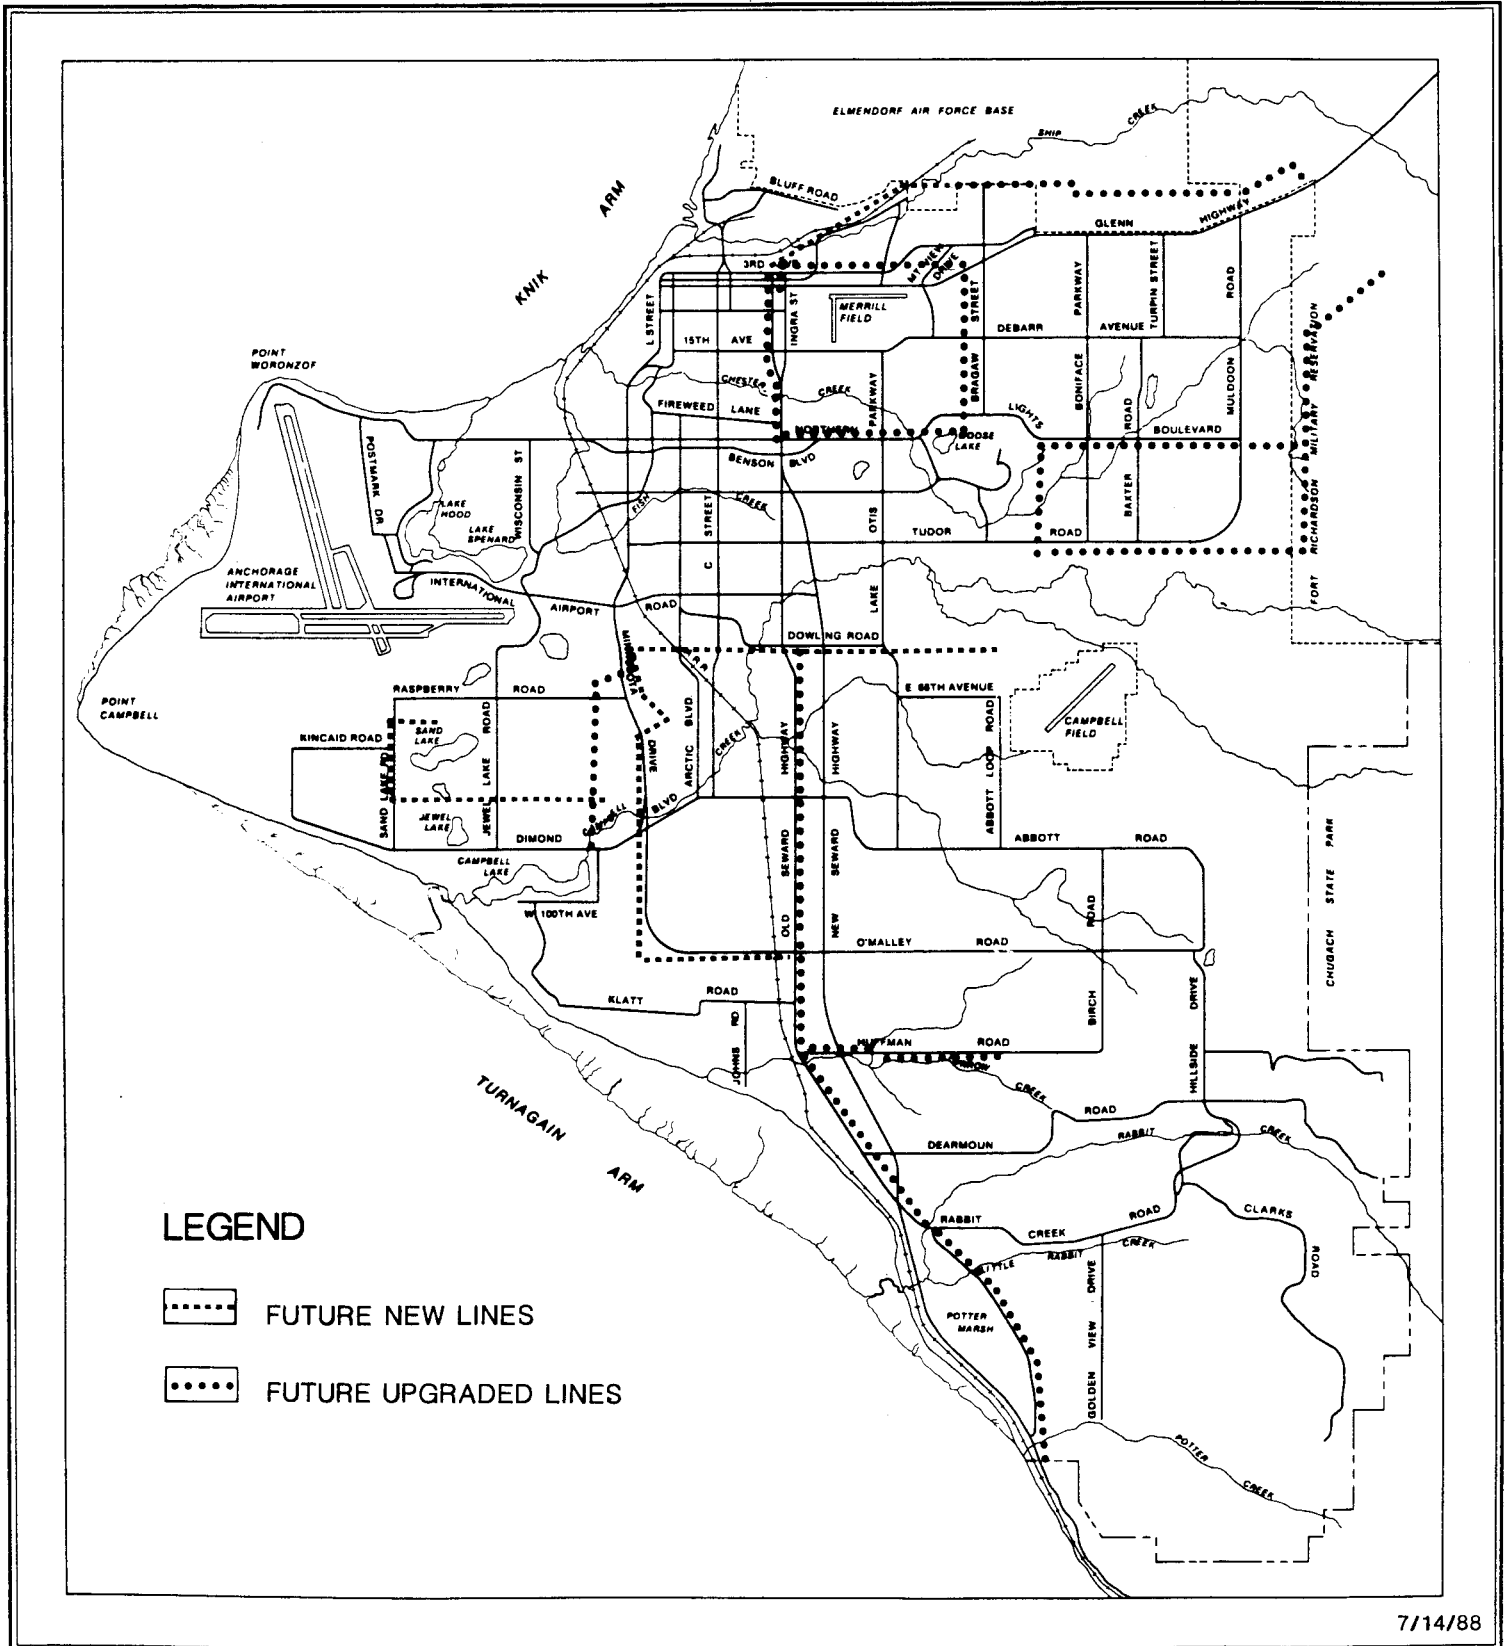 ELMENDORF AIR FORCE BASE
SHIP
CREEK
BLUFF ROAD
KNIK
ARM
GLENN
HIGHWAY
3RD AVE
MT VIEW
DRIVE
L STREET
INGRA ST
MERRILL
FIELD
BRAGAW
STREET
BONIFACE
PARKWAY
TURPIN STREET
MULDOON
ROAD
DEBARR
AVENUE
15TH AVE
POINT
WORONZOF
CHESTER
CREEK
FIREWEED LANE
PARKWAY
LIGHTS
BOULEVARD
NORTHERN
GOOSE
LAKE
BENSON BLVD
POSTMARK DR.
WISCONSIN ST
LAKE
HOOD
LAKE
SPENARD
FISH
CREEK
C STREET
OTIS
LAKE
BAXTER
ROAD
TUDOR
ROAD
FORT RICHARDSON MILITARY RESERVATION
ANCHORAGE
INTERNATIONAL
AIRPORT
INTERNATIONAL
AIRPORT
ROAD
DOWLING ROAD
MINNESOTA
DRIVE
ARR
POINT
CAMPBELL
RASPBERRY
ROAD
E 68TH AVENUE
CAMPBELL
FIELD
KINCAID ROAD
SAND
LAKE
SAND LAKE RD
JEWEL LAKE ROAD
ARCTIC BLVD
CREEK
OLD SEWARD HIGHWAY
NEW SEWARD HIGHWAY
ABBOTT LOOP ROAD
JEWEL
LAKE
DIMOND
CAMPBELL
BLVD
ABBOTT
ROAD
CAMPBELL
LAKE
W 100TH AVE
O'MALLEY
ROAD
BIRCH
ROAD
HILLSIDE
DRIVE
CHUGACH STATE PARK
KLATT
ROAD
JOHNS RD
HUFFMAN
ROAD
CREEK
TURNAGAIN
ARM
DEARMOUN
ROAD
RABBIT
CREEK
RABBIT
CREEK
ROAD
CLARKS
ROAD
LITTLE
RABBIT
CREEK
POTTER
MARSH
GOLDEN VIEW DRIVE
POTTER
CREEK
LEGEND
FUTURE NEW LINES
FUTURE UPGRADED LINES
7/14/88